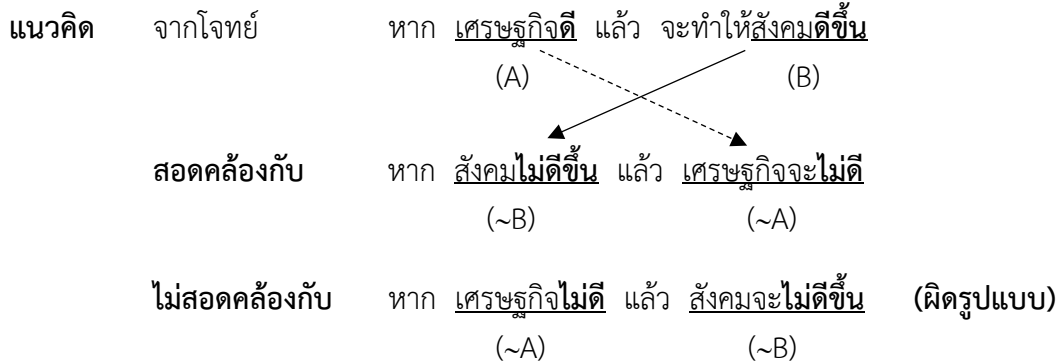 แนวคิด จากโจทย์ หาก เศรษฐกิจดี แล้ว จะทำให้สังคมดีขึ้น
(A) (B)
สอดคล้องกับ หาก สังคมไม่ดีขึ้น แล้ว เศรษฐกิจจะไม่ดี
(~B) (~A)
ไม่สอดคล้องกับ หาก เศรษฐกิจไม่ดี แล้ว สังคมจะไม่ดีขึ้น (ผิดรูปแบบ)
(~A) (~B)